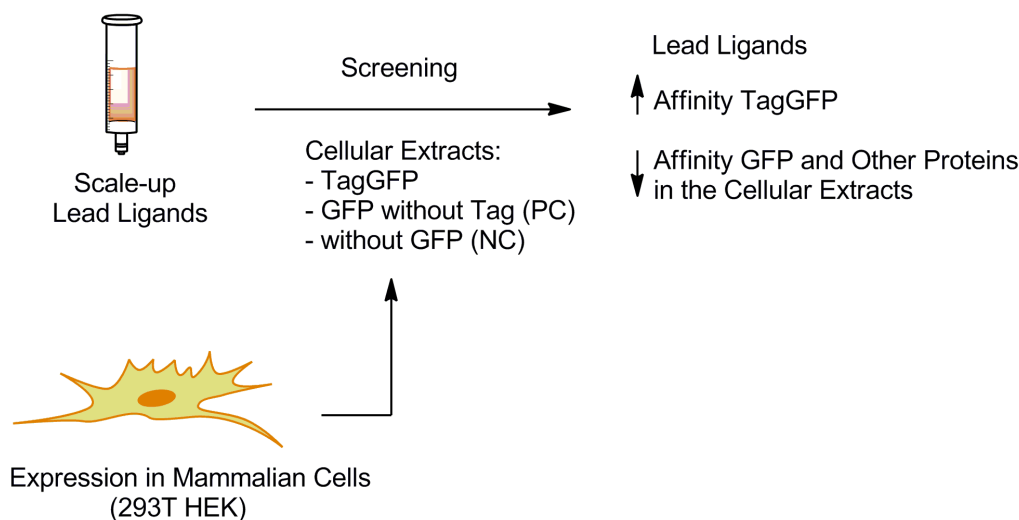 Scale-up
Lead Ligands
Screening
Cellular Extracts:
- TagGFP
- GFP without Tag (PC)
- without GFP (NC)
Lead Ligands
Affinity TagGFP
Affinity GFP and Other Proteins
in the Cellular Extracts
Expression in Mammalian Cells
(293T HEK)